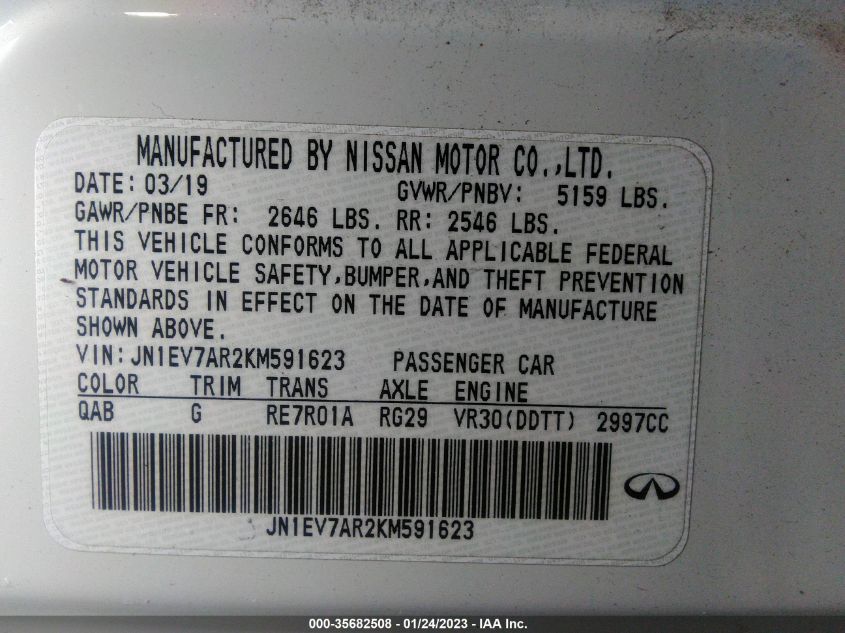 MANUFACTURED BY NISSAN MOTOR CO.,LTD.
DATE: 03/19 GVWR/PNBV: 5159 LBS.
GAWR/PNBE FR: 2646 LBS. RR: 2546 LBS.
THIS VEHICLE CONFORMS TO ALL APPLICABLE FEDERAL
MOTOR VEHICLE SAFETY,BUMPER,AND THEFT PREVENTION
STANDARDS IN EFFECT ON THE DATE OF MANUFACTURE
SHOWN ABOVE.
VIN: JN1EV7AR2KM591623 PASSENGER CAR
COLOR TRIM TRANS AXLE ENGINE
QAB G RE7R01A RG29 VR30(DDTT) 2997CC
JN1EV7AR2KM591623
000-35682508 - 01/24/2023 - IAA Inc.